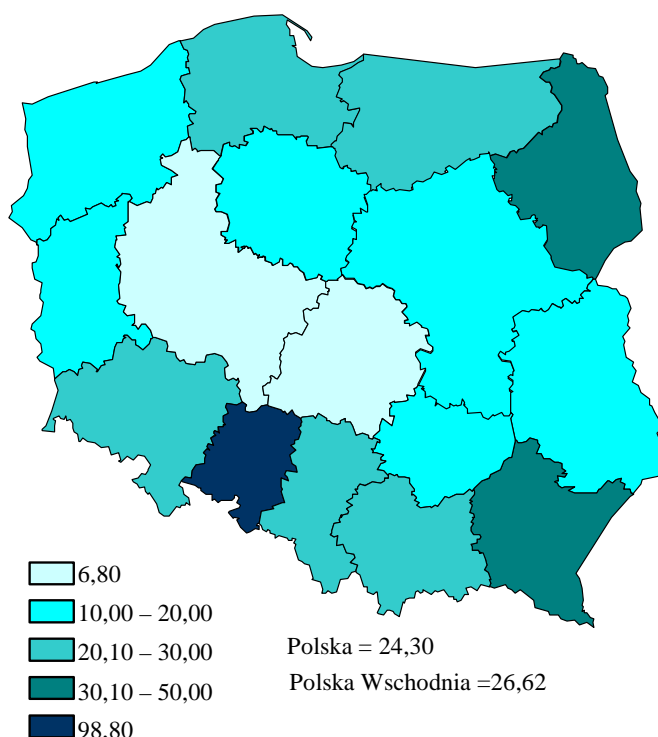 6,80
10,00 – 20,00
20,10 – 30,00
30,10 – 50,00
98,80
Polska = 24,30
Polska Wschodnia =26,62